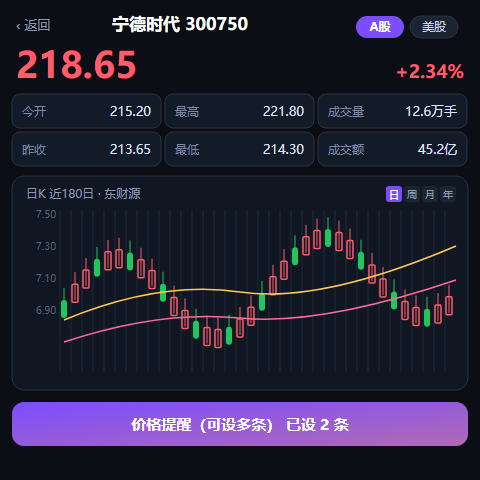 ‹ 返回 宁德时代 300750 A股 美股
218.65 +2.34%
今开 215.20 最高 221.80 成交量 12.6万手
昨收 213.65 最低 214.30 成交额 45.2亿
日K 近180日 · 东财源 日 周 月 年
7.50
7.30
7.10
6.90
价格提醒（可设多条） 已设 2 条